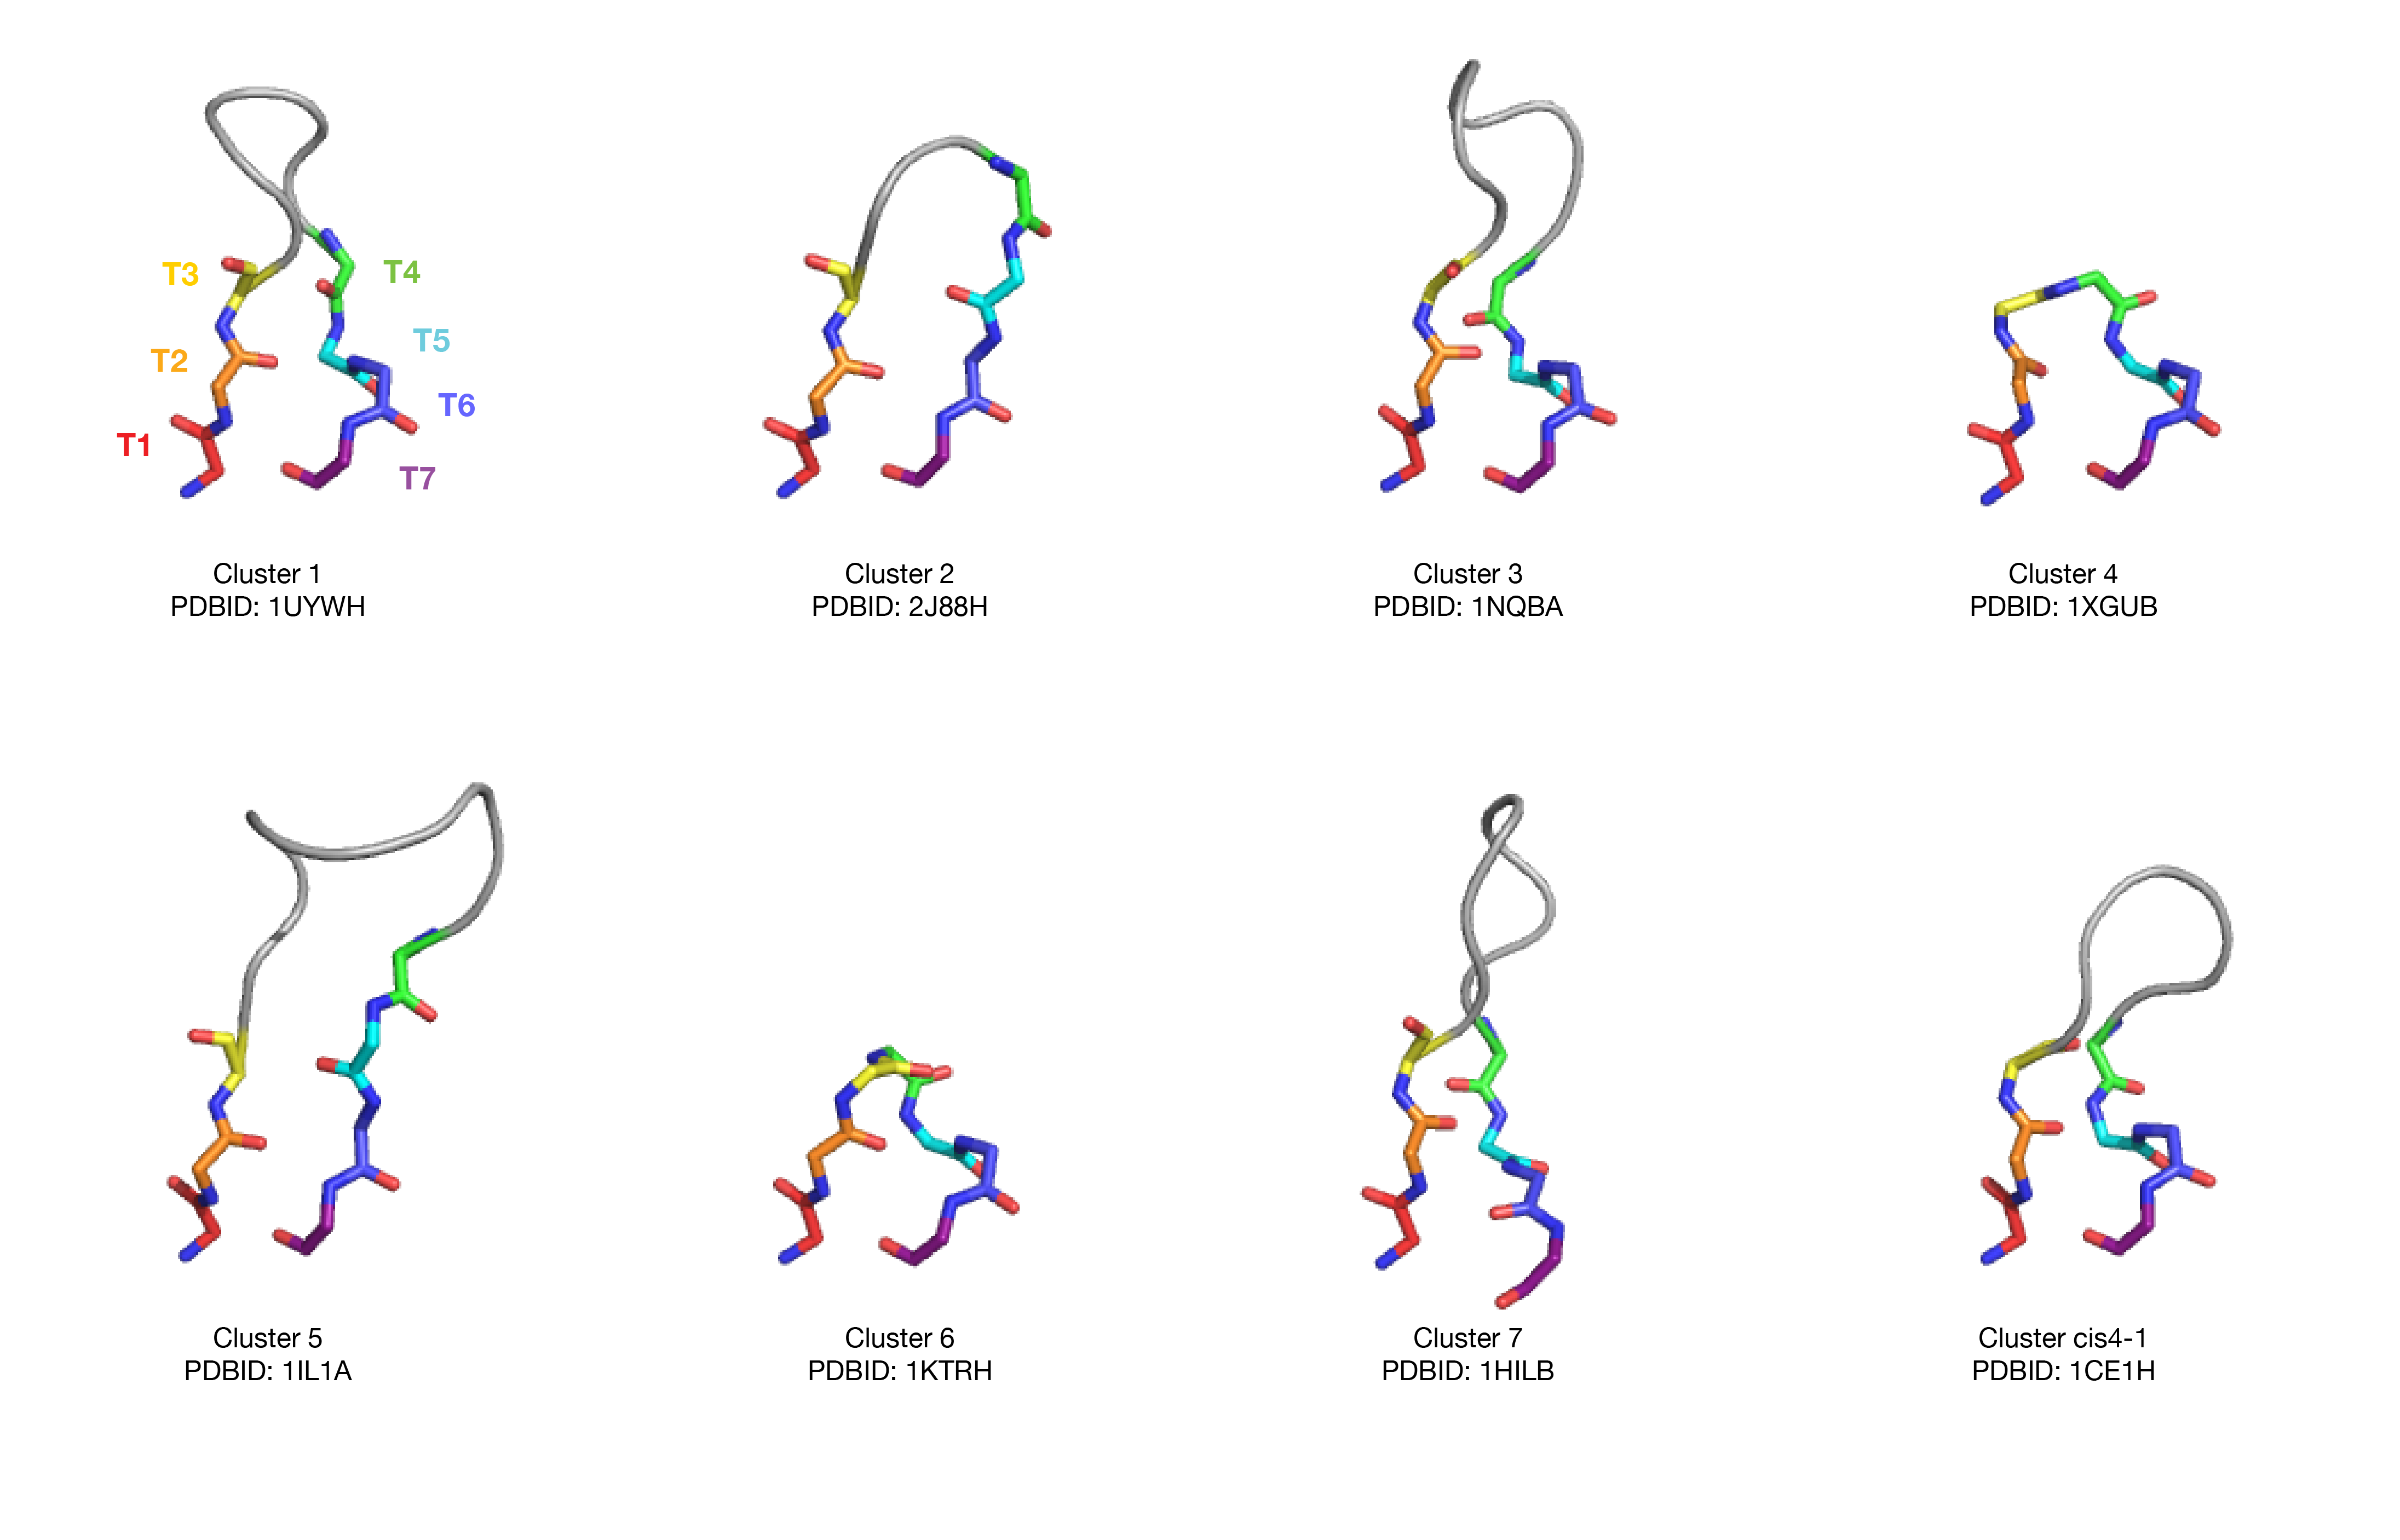 T3
T4
T2
T5
T1
T6
T7
Cluster 1
PDBID: 1UYWH
Cluster 2
PDBID: 2J88H
Cluster 3
PDBID: 1NQBA
Cluster 4
PDBID: 1XGUB
Cluster 5
PDBID: 1IL1A
Cluster 6
PDBID: 1KTRH
Cluster 7
PDBID: 1HILB
Cluster cis4-1
PDBID: 1CE1H